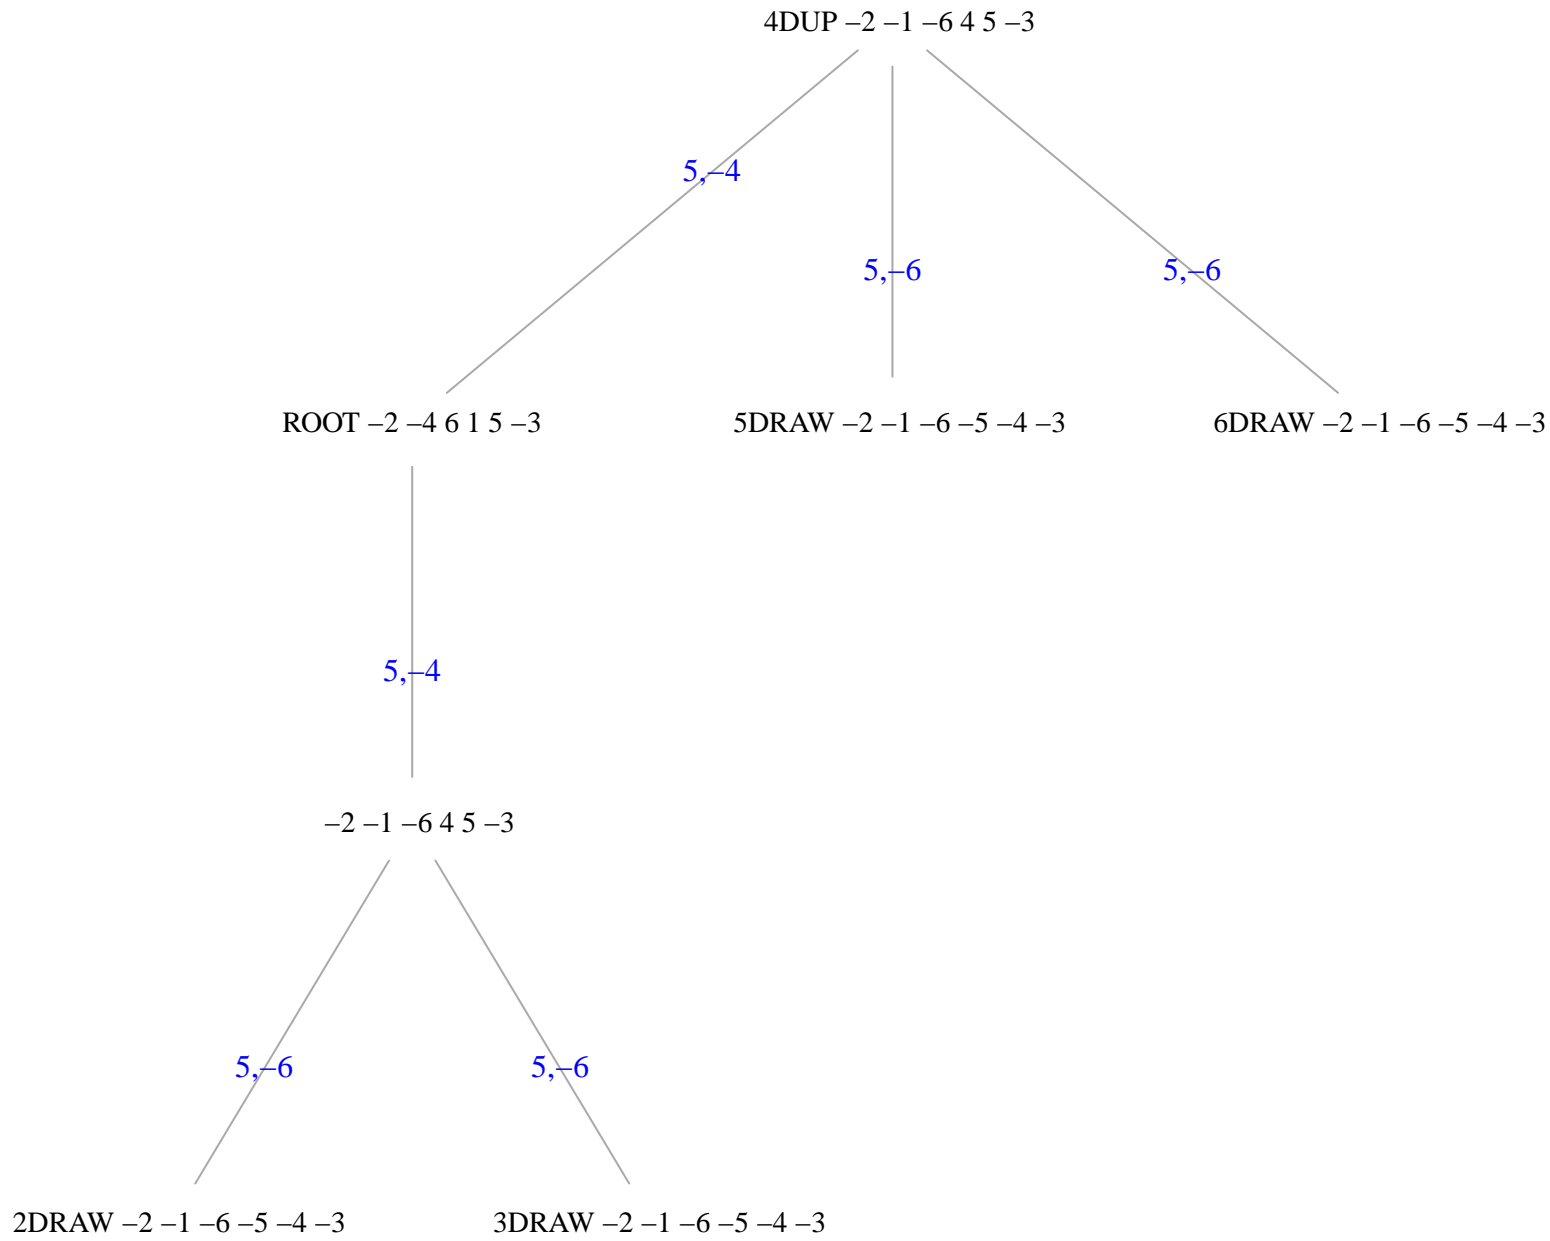 4DUP –2 –1 –6 4 5 –3
5,–4
5,–6
5,–6
ROOT –2 –4 6 1 5 –3
5DRAW –2 –1 –6 –5 –4 –3
6DRAW –2 –1 –6 –5 –4 –3
5,–4
–2 –1 –6 4 5 –3
5,–6
5,–6
2DRAW –2 –1 –6 –5 –4 –3
3DRAW –2 –1 –6 –5 –4 –3